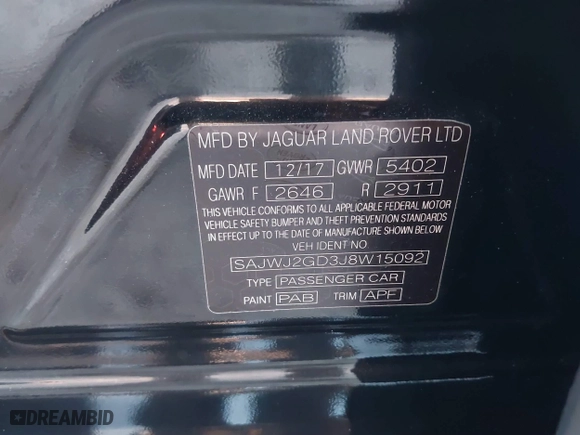 MFD BY JAGUAR LAND ROVER LTD
MFD DATE 12/17 GVWR 5402
GAWR F 2646 R 2911
THIS VEHICLE CONFORMS TO ALL APPLICABLE FEDERAL MOTOR
VEHICLE SAFETY BUMPER AND THEFT PREVENTION STANDARDS
IN EFFECT UP TO THE DATE OF MANUFACTURE SHOWN BELOW.
VEH IDENT NO
SAJWJ2GD3J8W15092
TYPE PASSENGER CAR
PAINT PAB TRIM APF
DREAMBID